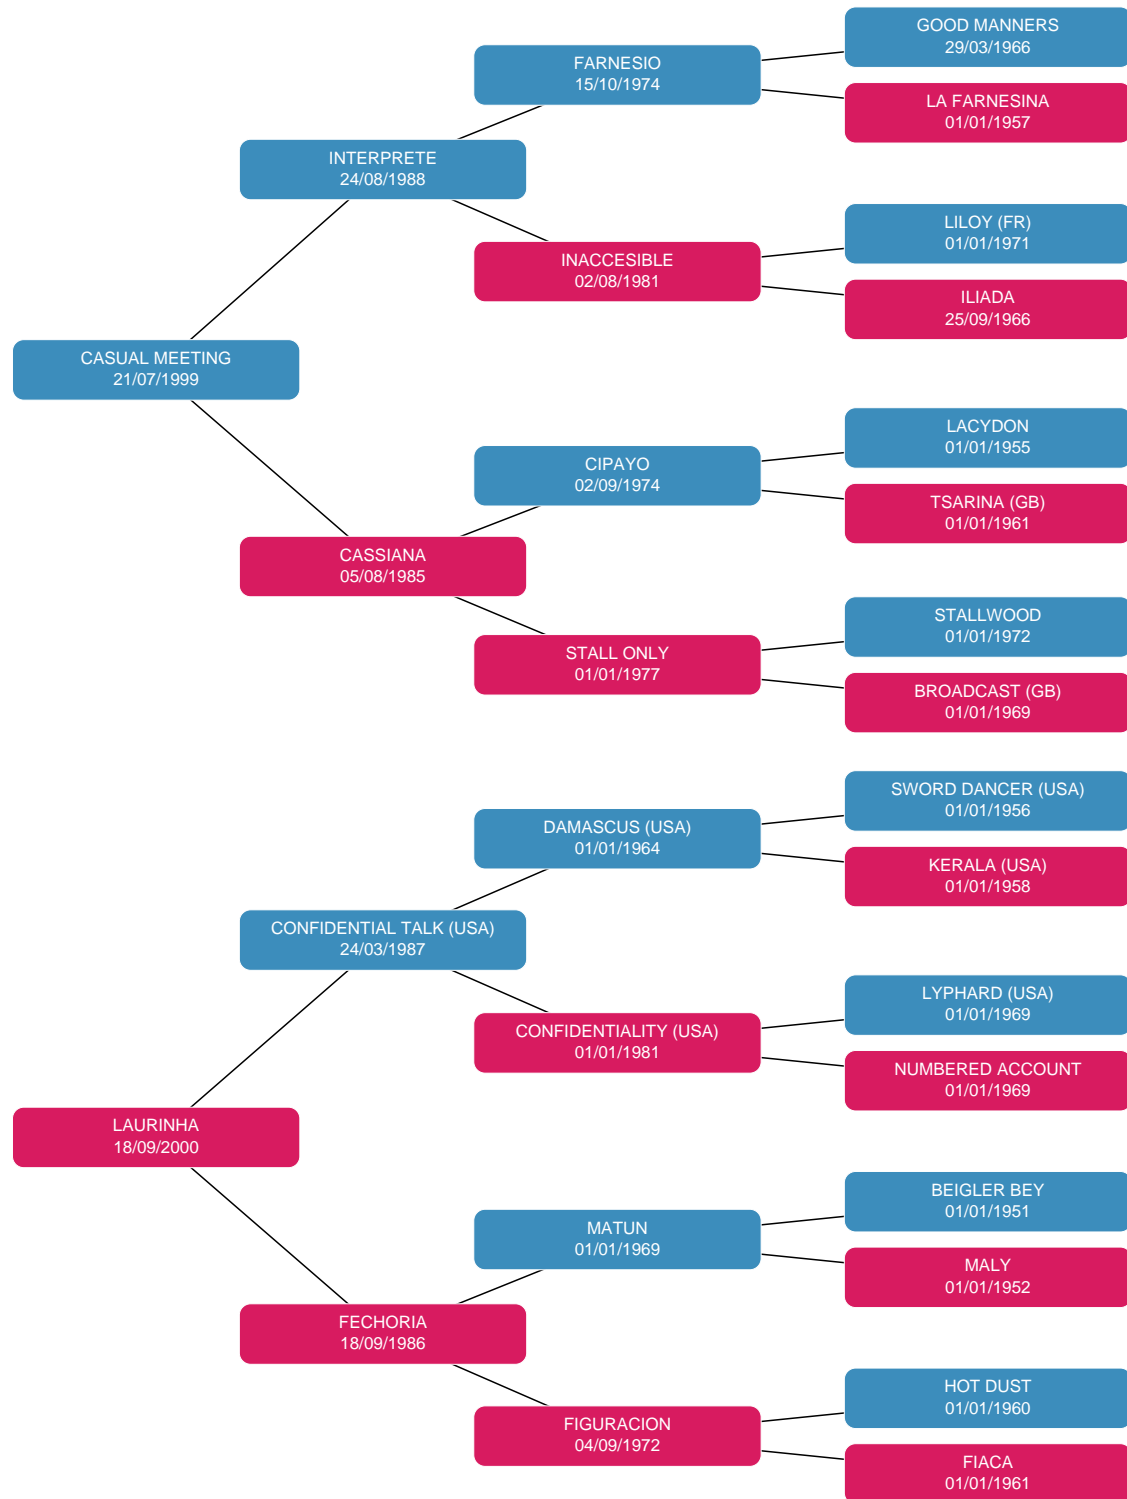 GOOD MANNERS
29/03/1966
FARNESIO
15/10/1974
LA FARNESINA
01/01/1957
INTERPRETE
24/08/1988
LILOY (FR)
01/01/1971
INACCESIBLE
02/08/1981
ILIADA
25/09/1966
CASUAL MEETING
21/07/1999
LACYDON
01/01/1955
CIPAYO
02/09/1974
TSARINA (GB)
01/01/1961
CASSIANA
05/08/1985
STALLWOOD
01/01/1972
STALL ONLY
01/01/1977
BROADCAST (GB)
01/01/1969
SWORD DANCER (USA)
01/01/1956
DAMASCUS (USA)
01/01/1964
KERALA (USA)
01/01/1958
CONFIDENTIAL TALK (USA)
24/03/1987
LYPHARD (USA)
01/01/1969
CONFIDENTIALITY (USA)
01/01/1981
NUMBERED ACCOUNT
01/01/1969
LAURINHA
18/09/2000
BEIGLER BEY
01/01/1951
MATUN
01/01/1969
MALY
01/01/1952
FECHORIA
18/09/1986
HOT DUST
01/01/1960
FIGURACION
04/09/1972
FIACA
01/01/1961